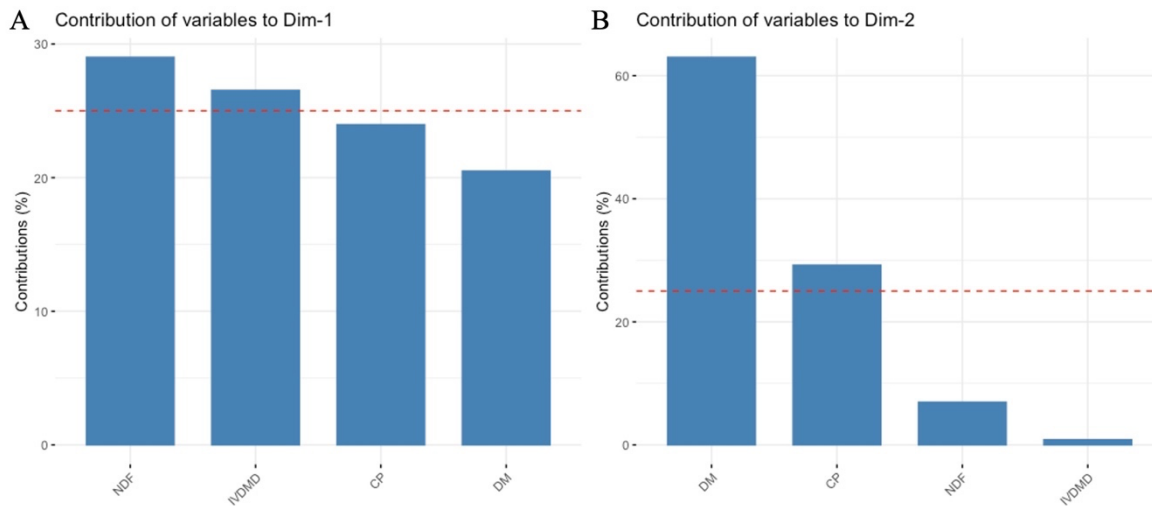 A
Contribution of variables to Dim-1
Contributions (%)
30
20
10
0
NDF
IVDMD
CP
DM
B
Contribution of variables to Dim-2
Contributions (%)
60
40
20
0
DM
CP
NDF
IVDMD